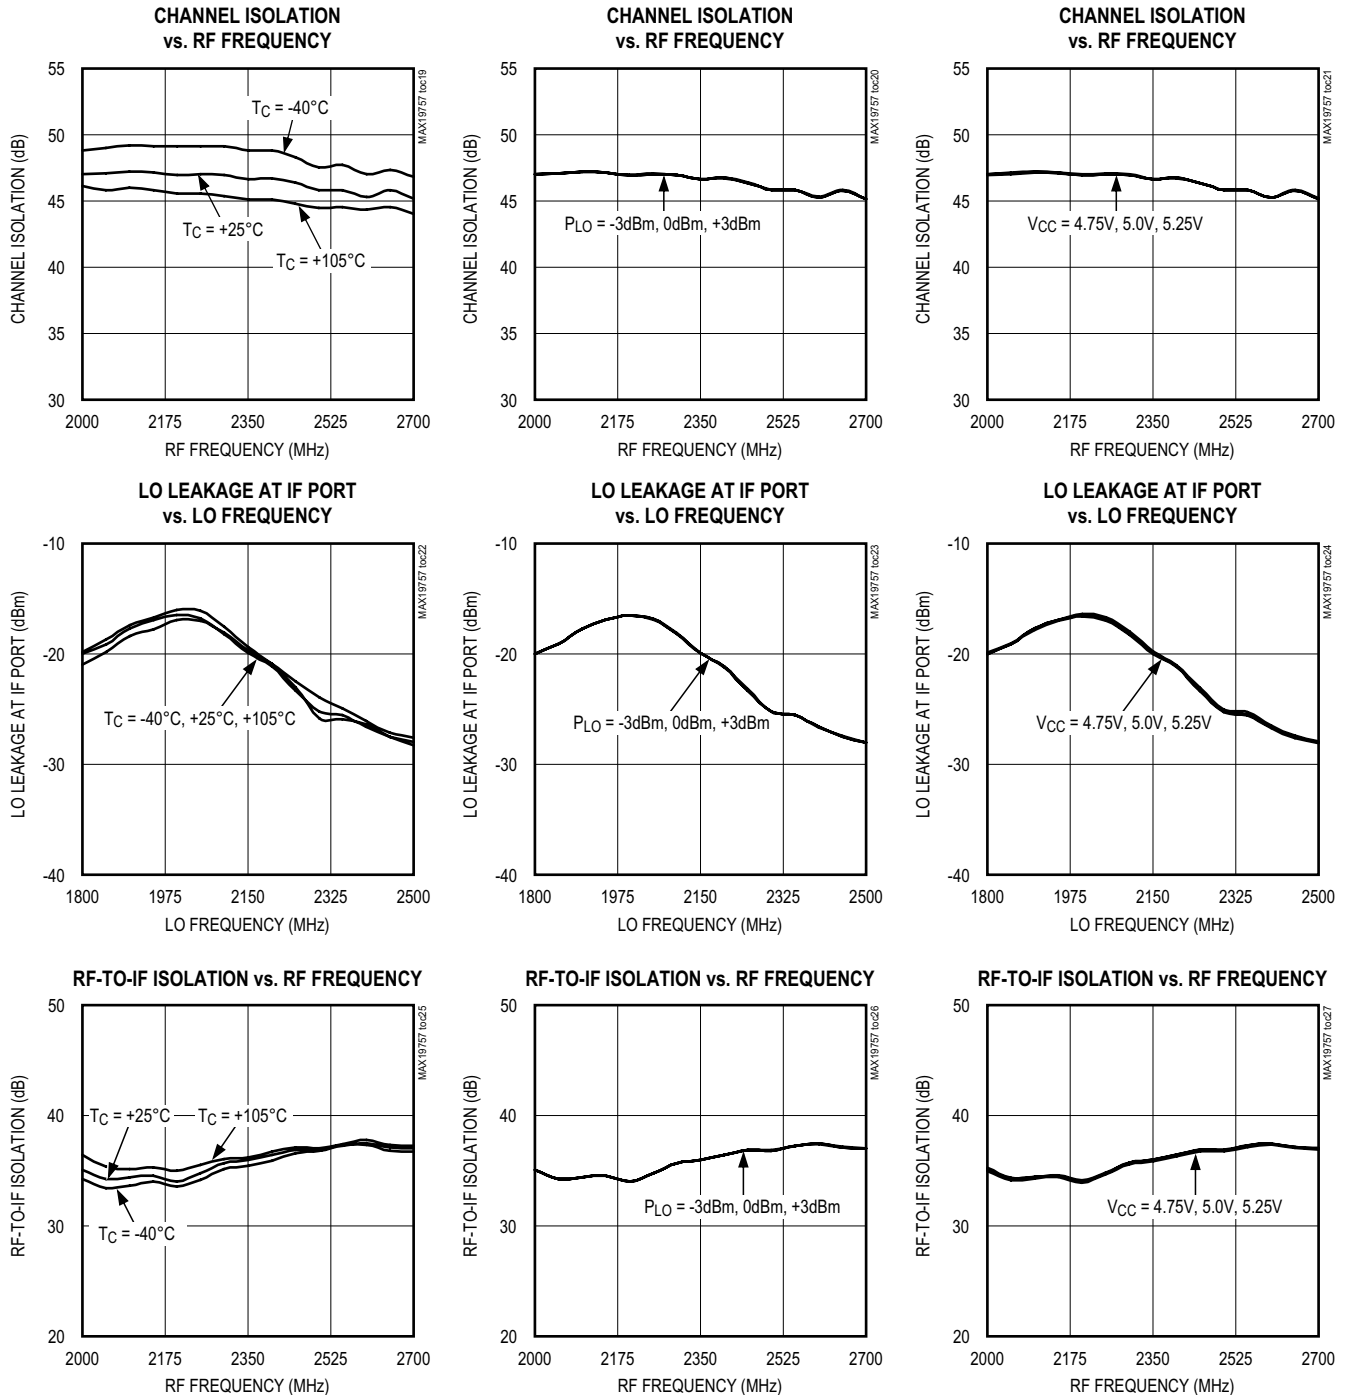 CHANNEL ISOLATION
vs. RF FREQUENCY
55
50
45
40
35
30
CHANNEL ISOLATION (dB)
TC = -40°C
TC = +25°C
TC = +105°C
MAX19757 toc19
2000 2175 2350 2525 2700
RF FREQUENCY (MHz)
CHANNEL ISOLATION
vs. RF FREQUENCY
55
50
45
40
35
30
CHANNEL ISOLATION (dB)
PLO = -3dBm, 0dBm, +3dBm
MAX19757 toc20
2000 2175 2350 2525 2700
RF FREQUENCY (MHz)
CHANNEL ISOLATION
vs. RF FREQUENCY
55
50
45
40
35
30
CHANNEL ISOLATION (dB)
VCC = 4.75V, 5.0V, 5.25V
MAX19757 toc21
2000 2175 2350 2525 2700
RF FREQUENCY (MHz)
LO LEAKAGE AT IF PORT
vs. LO FREQUENCY
-10
-20
-30
-40
LO LEAKAGE AT IF PORT (dBm)
TC = -40°C, +25°C, +105°C
MAX19757 toc22
1800 1975 2150 2325 2500
LO FREQUENCY (MHz)
LO LEAKAGE AT IF PORT
vs. LO FREQUENCY
-10
-20
-30
-40
LO LEAKAGE AT IF PORT (dBm)
PLO = -3dBm, 0dBm, +3dBm
MAX19757 toc23
1800 1975 2150 2325 2500
LO FREQUENCY (MHz)
LO LEAKAGE AT IF PORT
vs. LO FREQUENCY
-10
-20
-30
-40
LO LEAKAGE AT IF PORT (dBm)
VCC = 4.75V, 5.0V, 5.25V
MAX19757 toc24
1800 1975 2150 2325 2500
LO FREQUENCY (MHz)
RF-TO-IF ISOLATION vs. RF FREQUENCY
50
40
30
20
RF-TO-IF ISOLATION (dB)
TC = +25°C
TC = +105°C
TC = -40°C
MAX19757 toc25
2000 2175 2350 2525 2700
RF FREQUENCY (MHz)
RF-TO-IF ISOLATION vs. RF FREQUENCY
50
40
30
20
RF-TO-IF ISOLATION (dB)
PLO = -3dBm, 0dBm, +3dBm
MAX19757 toc26
2000 2175 2350 2525 2700
RF FREQUENCY (MHz)
RF-TO-IF ISOLATION vs. RF FREQUENCY
50
40
30
20
RF-TO-IF ISOLATION (dB)
VCC = 4.75V, 5.0V, 5.25V
MAX19757 toc27
2000 2175 2350 2525 2700
RF FREQUENCY (MHz)